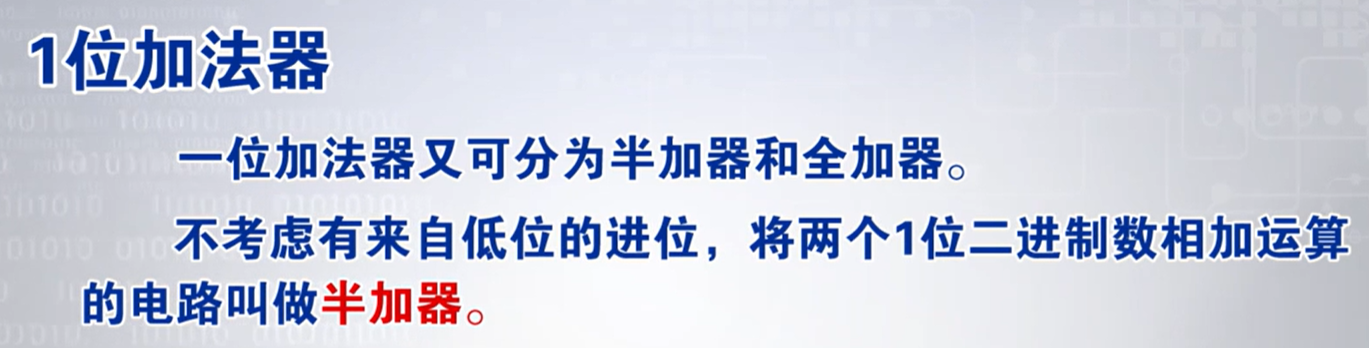 1位加法器
一位加法器又可分为半加器和全加器。
不考虑有来自低位的进位，将两个1位二进制数相加运算
的电路叫做半加器。